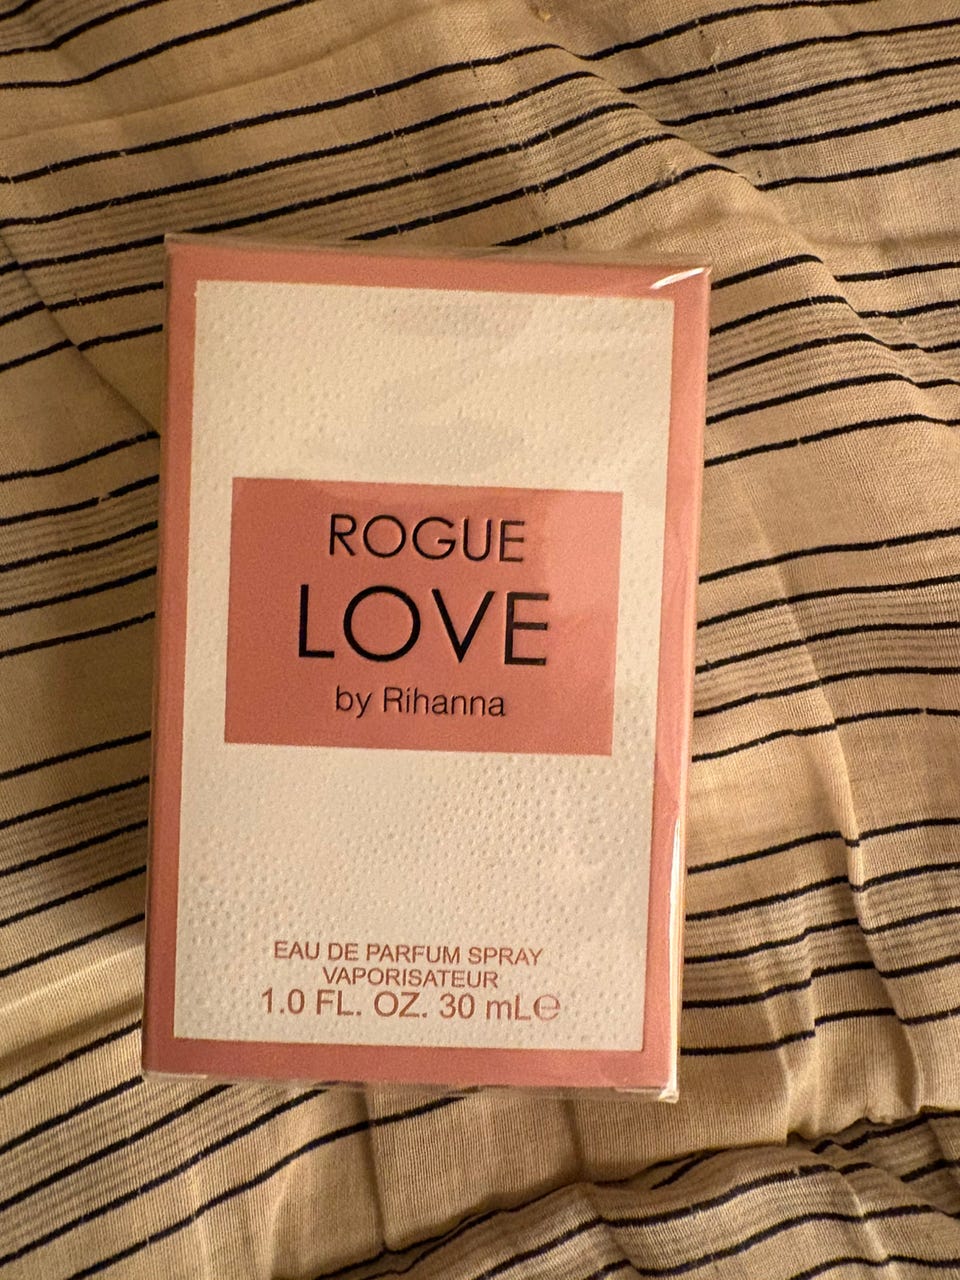 ROGUE
LOVE
by Rihanna
EAU DE PARFUM SPRAY
VAPORISATEUR
1.0 FL. OZ. 30 mL℮